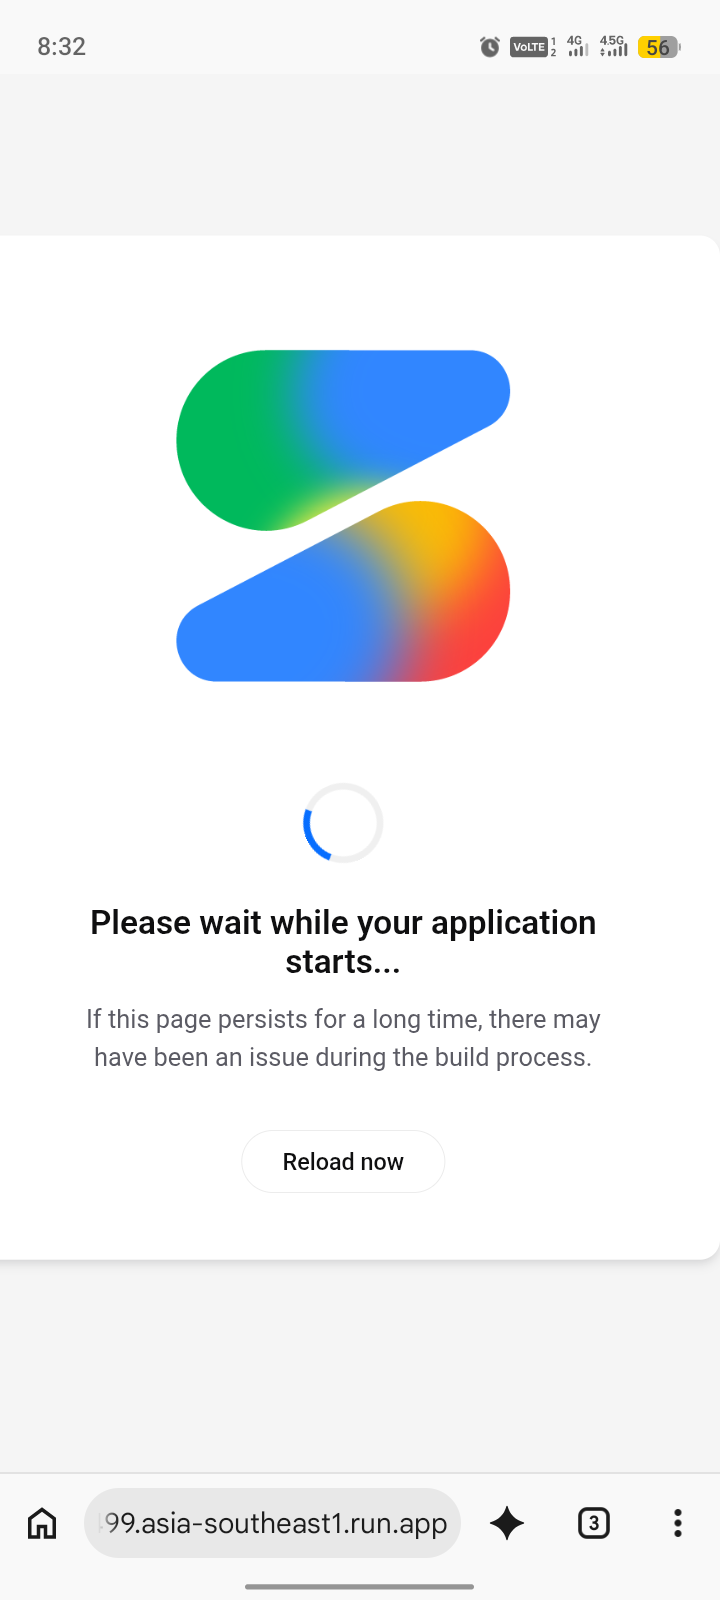 8:32
VoLTE 1 2 4G 4.5G 56
Please wait while your application
starts...
If this page persists for a long time, there may
have been an issue during the build process.
Reload now
99.asia-southeast1.run.app
3